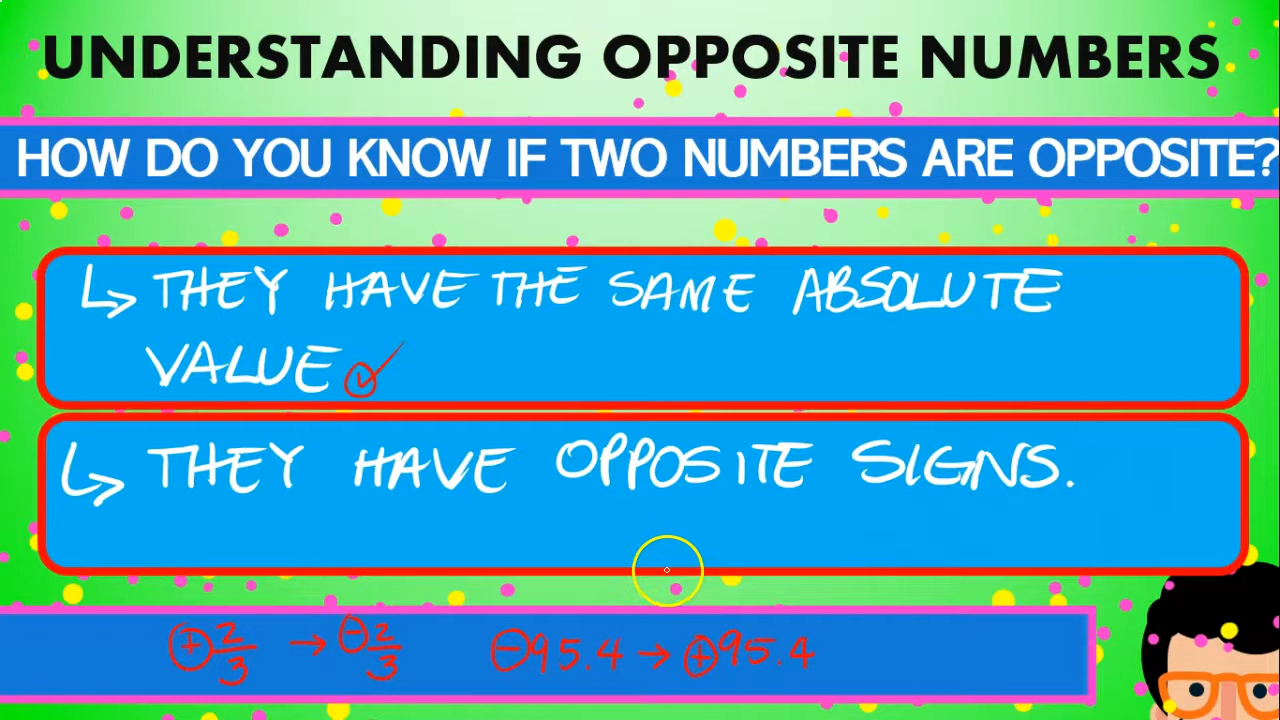 UNDERSTANDING OPPOSITE NUMBERS
HOW DO YOU KNOW IF TWO NUMBERS ARE OPPOSITE?
↳ THEY HAVE THE SAME ABSOLUTE
VALUE ✓
↳ THEY HAVE OPPOSITE SIGNS.
+2/3 → -2/3 -95.4 → +95.4